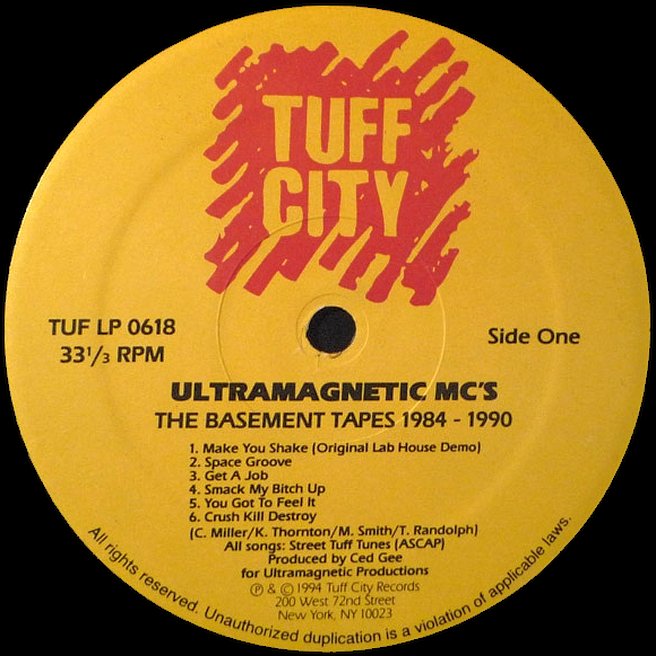 TUFF
CITY
TUF LP 0618
33¹/₃ RPM
Side One
ULTRAMAGNETIC MC'S
THE BASEMENT TAPES 1984 - 1990
1. Make You Shake (Original Lab House Demo)
2. Space Groove
3. Get A Job
4. Smack My Bitch Up
5. You Got To Feel It
6. Crush Kill Destroy
(C. Miller/K. Thornton/M. Smith/T. Randolph)
All songs: Street Tuff Tunes (ASCAP)
Produced by Ced Gee
for Ultramagnetic Productions
℗ & © 1994 Tuff City Records
200 West 72nd Street
New York, NY 10023
All rights reserved. Unauthorized duplication is a violation of applicable laws.